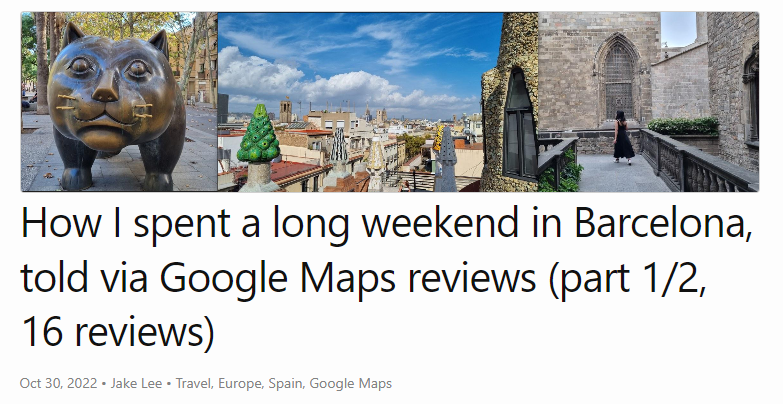 How I spent a long weekend in Barcelona,
told via Google Maps reviews (part 1/2,
16 reviews)
Oct 30, 2022 • Jake Lee • Travel, Europe, Spain, Google Maps